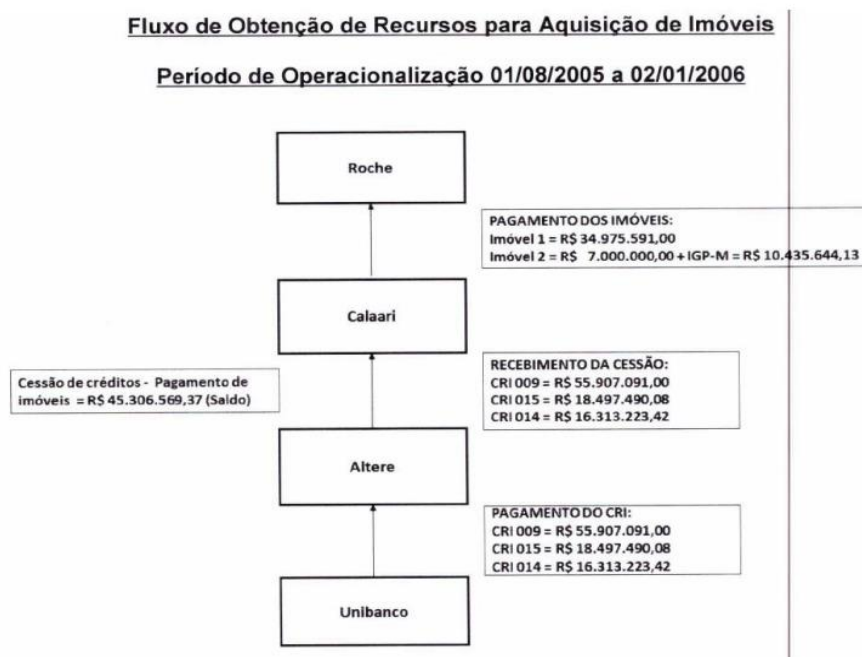 Fluxo de Obtenção de Recursos para Aquisição de Imóveis
Período de Operacionalização 01/08/2005 a 02/01/2006
Roche
PAGAMENTO DOS IMÓVEIS:
Imóvel 1 = R$ 34.975.591,00
Imóvel 2 = R$ 7.000.000,00 + IGP-M = R$ 10.435.644,13
Calaari
Cessão de créditos - Pagamento de
imóveis = R$ 45.306.569,37 (Saldo)
RECEBIMENTO DA CESSÃO:
CRI 009 = R$ 55.907.091,00
CRI 015 = R$ 18.497.490,08
CRI 014 = R$ 16.313.223,42
Altere
PAGAMENTO DO CRI:
CRI 009 = R$ 55.907.091,00
CRI 015 = R$ 18.497.490,08
CRI 014 = R$ 16.313.223,42
Unibanco